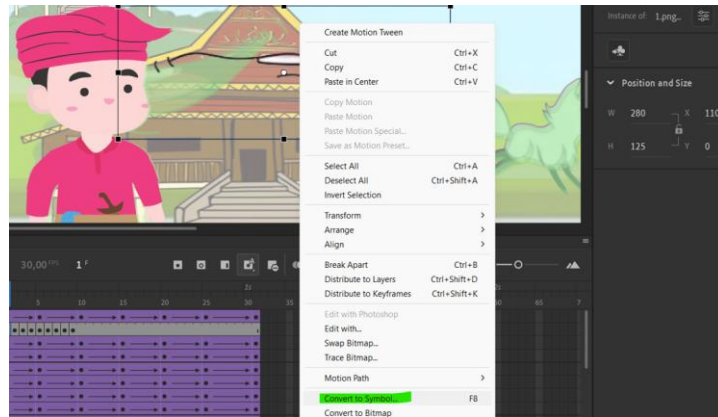 Instance of: 1.png..
Create Motion Tween
Cut Ctrl+X
Copy Ctrl+C
Paste in Center Ctrl+V
Copy Motion
Paste Motion
Paste Motion Special...
Save as Motion Preset...
Select All Ctrl+A
Deselect All Ctrl+Shift+A
Invert Selection
Transform
Arrange
Align
Break Apart Ctrl+B
Distribute to Layers Ctrl+Shift+D
Distribute to Keyframes Ctrl+Shift+K
Edit with Photoshop
Edit with...
Swap Bitmap...
Trace Bitmap...
Motion Path
Convert to Symbol... F8
Convert to Bitmap
Position and Size
W 280 X 110
H 125 Y 0
30,00 FPS 1 F
5 10 15 20 25 30 35 60 65 7